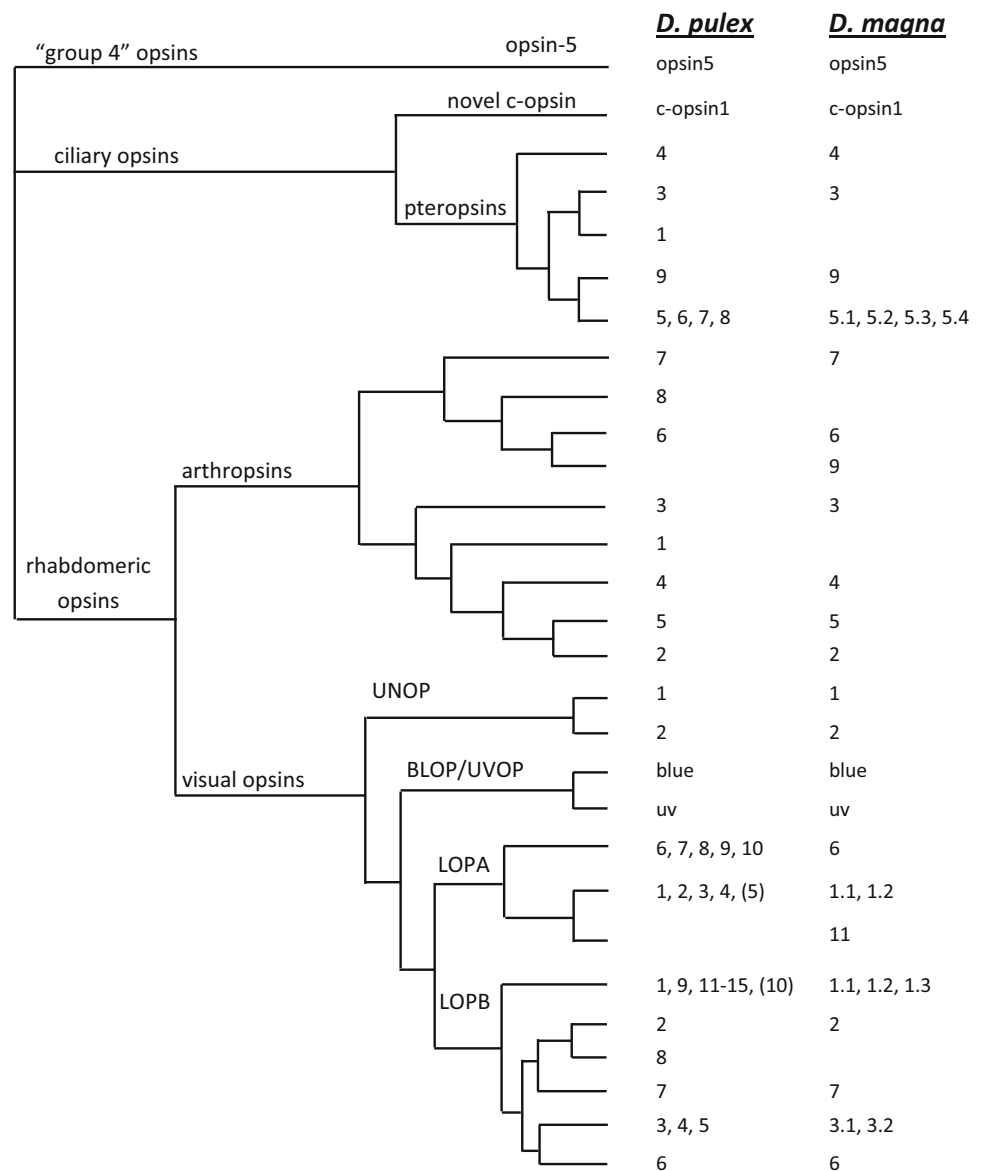 D. pulex D. magna
"group 4" opsins opsin-5 opsin5 opsin5
novel c-opsin c-opsin1 c-opsin1
ciliary opsins 4 4
pteropsins 3 3
1
9 9
5, 6, 7, 8 5.1, 5.2, 5.3, 5.4
7 7
8
6 6
arthropsins 9
3 3
1
rhabdomeric
opsins 4 4
5 5
2 2
UNOP 1 1
2 2
visual opsins BLOP/UVOP blue blue
uv uv
LOPA 6, 7, 8, 9, 10 6
1, 2, 3, 4, (5) 1.1, 1.2
11
LOPB 1, 9, 11-15, (10) 1.1, 1.2, 1.3
2 2
8
7 7
3, 4, 5 3.1, 3.2
6 6